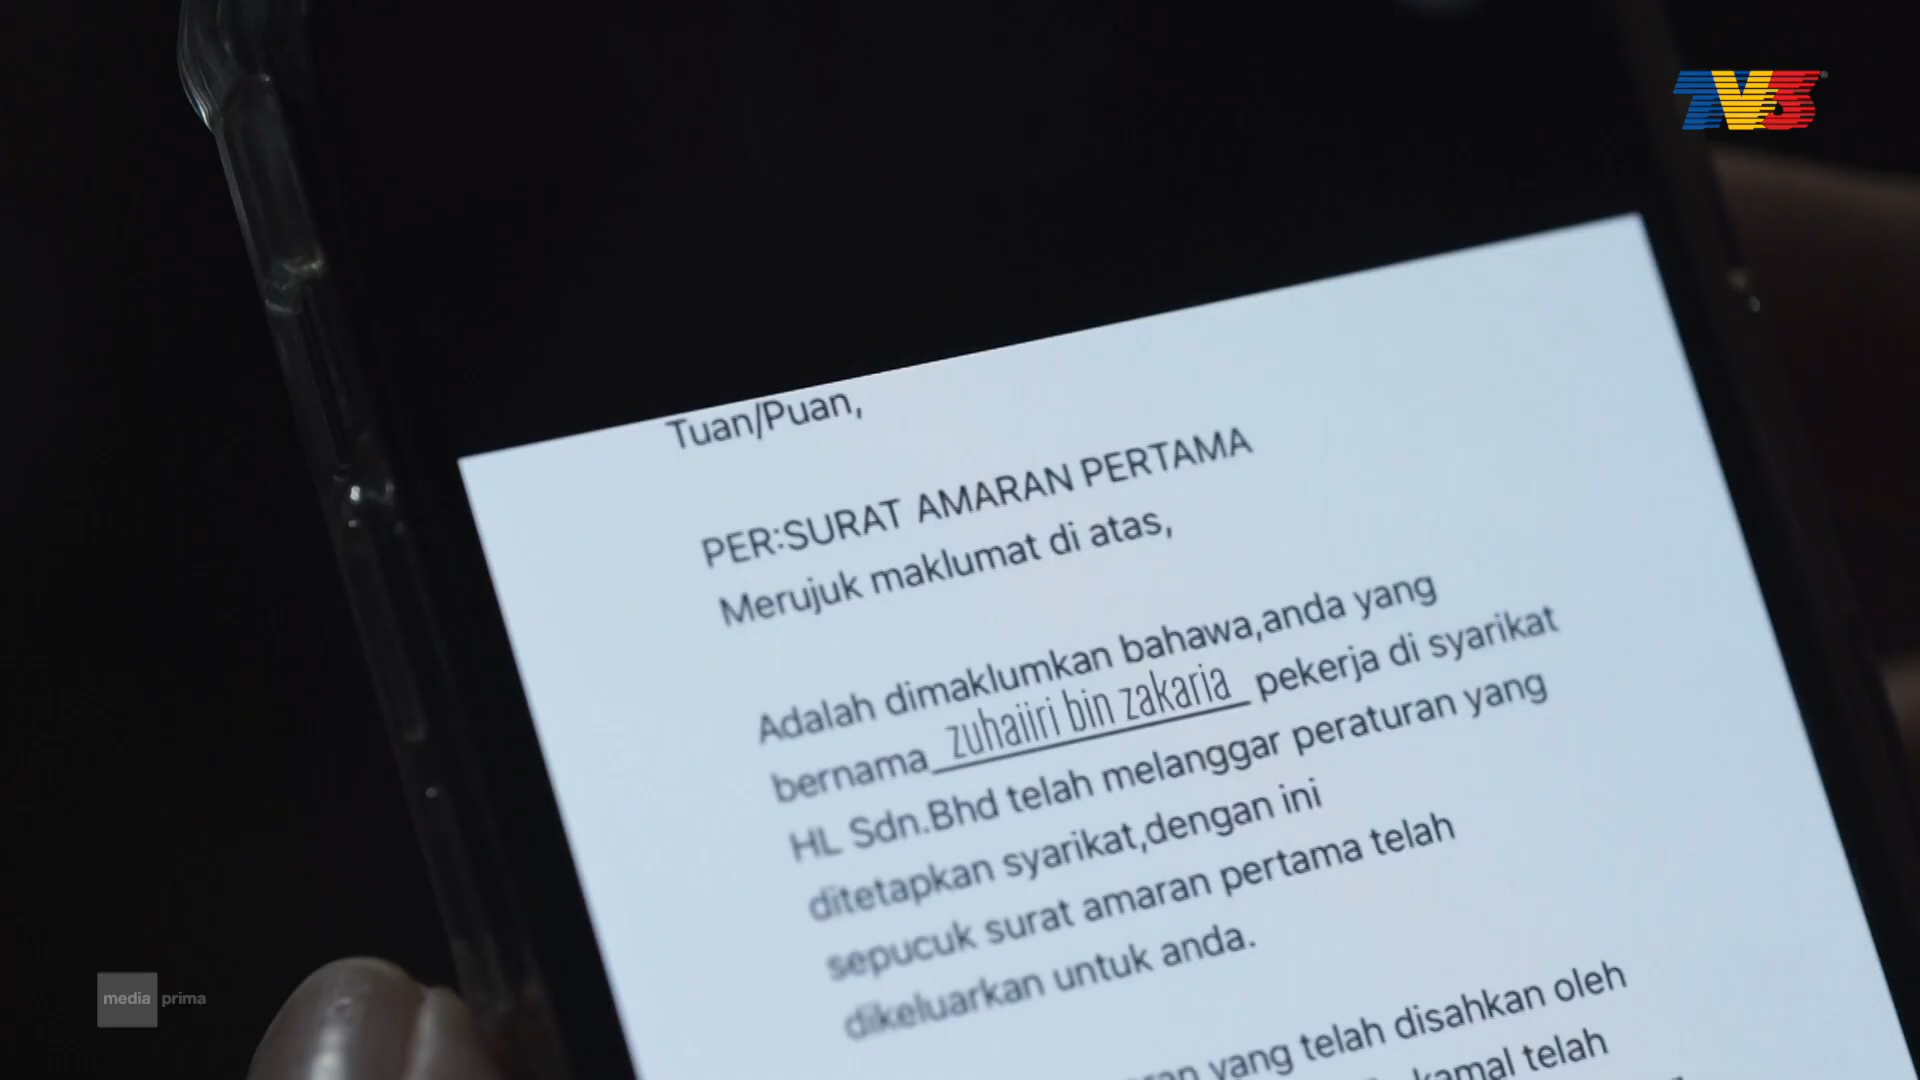 TV3
Tuan/Puan,
PER:SURAT AMARAN PERTAMA
Merujuk maklumat di atas,
Adalah dimaklumkan bahawa,anda yang
bernama zuhaiiri bin zakaria pekerja di syarikat
HL Sdn.Bhd telah melanggar peraturan yang
ditetapkan syarikat,dengan ini
sepucuk surat amaran pertama telah
dikeluarkan untuk anda.
yang telah disahkan oleh
kamal telah
media prima